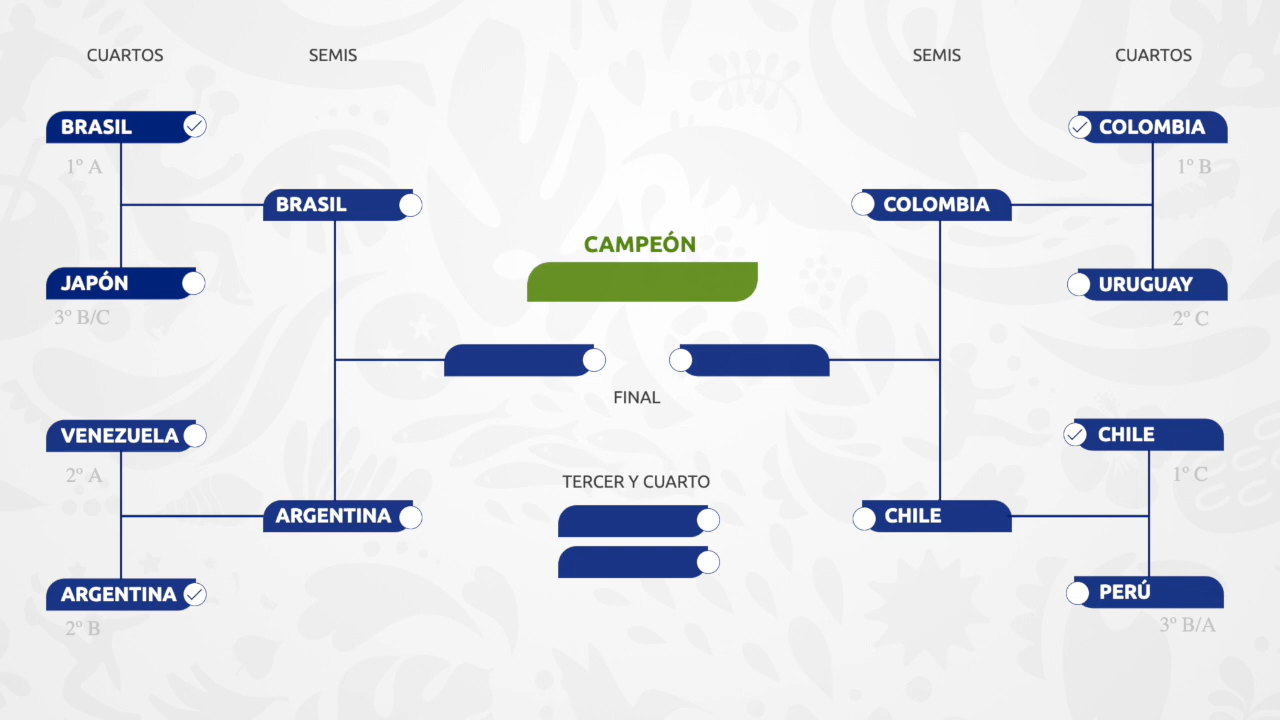 CUARTOS
SEMIS
SEMIS
CUARTOS
BRASIL
1º A
JAPÓN
3º B/C
VENEZUELA
2º A
ARGENTINA
2º B
BRASIL
ARGENTINA
CAMPEÓN
FINAL
TERCER Y CUARTO
COLOMBIA
CHILE
COLOMBIA
1º B
URUGUAY
2º C
CHILE
1º C
PERÚ
3º B/A